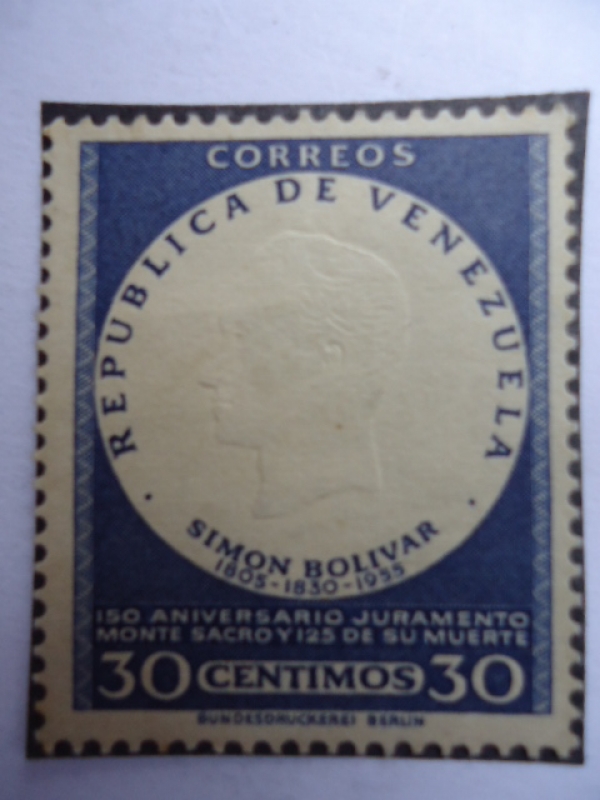 CORREOS
REPUBLICA DE VENEZUELA
SIMON BOLIVAR
1805-1830-1955
150 ANIVERSARIO JURAMENTO
MONTE SACRO Y 125 DE SU MUERTE
30 CENTIMOS 30
BUNDESDRUCKEREI BERLIN